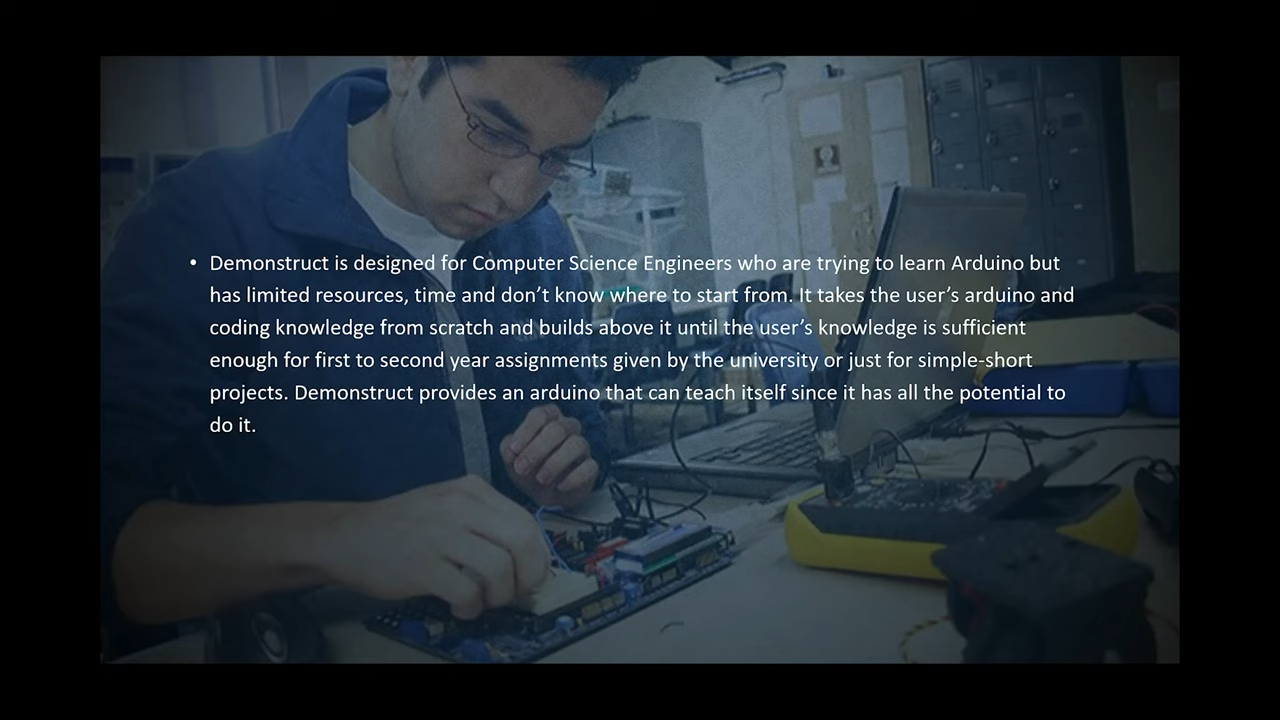 • Demonstruct is designed for Computer Science Engineers who are trying to learn Arduino but
has limited resources, time and don’t know where to start from. It takes the user’s arduino and
coding knowledge from scratch and builds above it until the user’s knowledge is sufficient
enough for first to second year assignments given by the university or just for simple-short
projects. Demonstruct provides an arduino that can teach itself since it has all the potential to
do it.